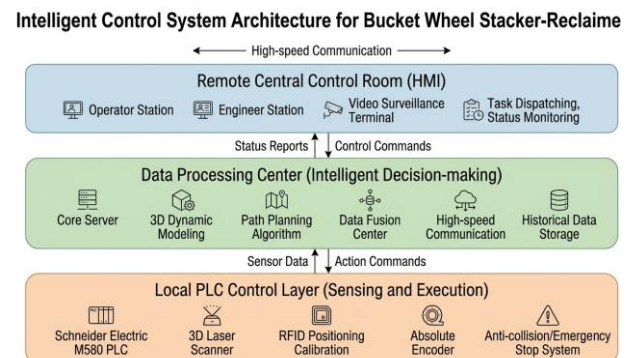 Intelligent Control System Architecture for Bucket Wheel Stacker-Reclaime
High-speed Communication
Remote Central Control Room (HMI)
Operator Station
Engineer Station
Video Surveillance
Terminal
Task Dispatching,
Status Monitoring
Status Reports
Control Commands
Data Processing Center (Intelligent Decision-making)
Core Server
3D Dynamic
Modeling
Path Planning
Algorithm
Data Fusion
Center
High-speed
Communication
Historical Data
Storage
Sensor Data
Action Commands
Local PLC Control Layer (Sensing and Execution)
Schneider Electric
M580 PLC
3D Laser
Scanner
RFID Positioning
Calibration
Absolute
Encoder
Anti-collision/Emergency
Stop System